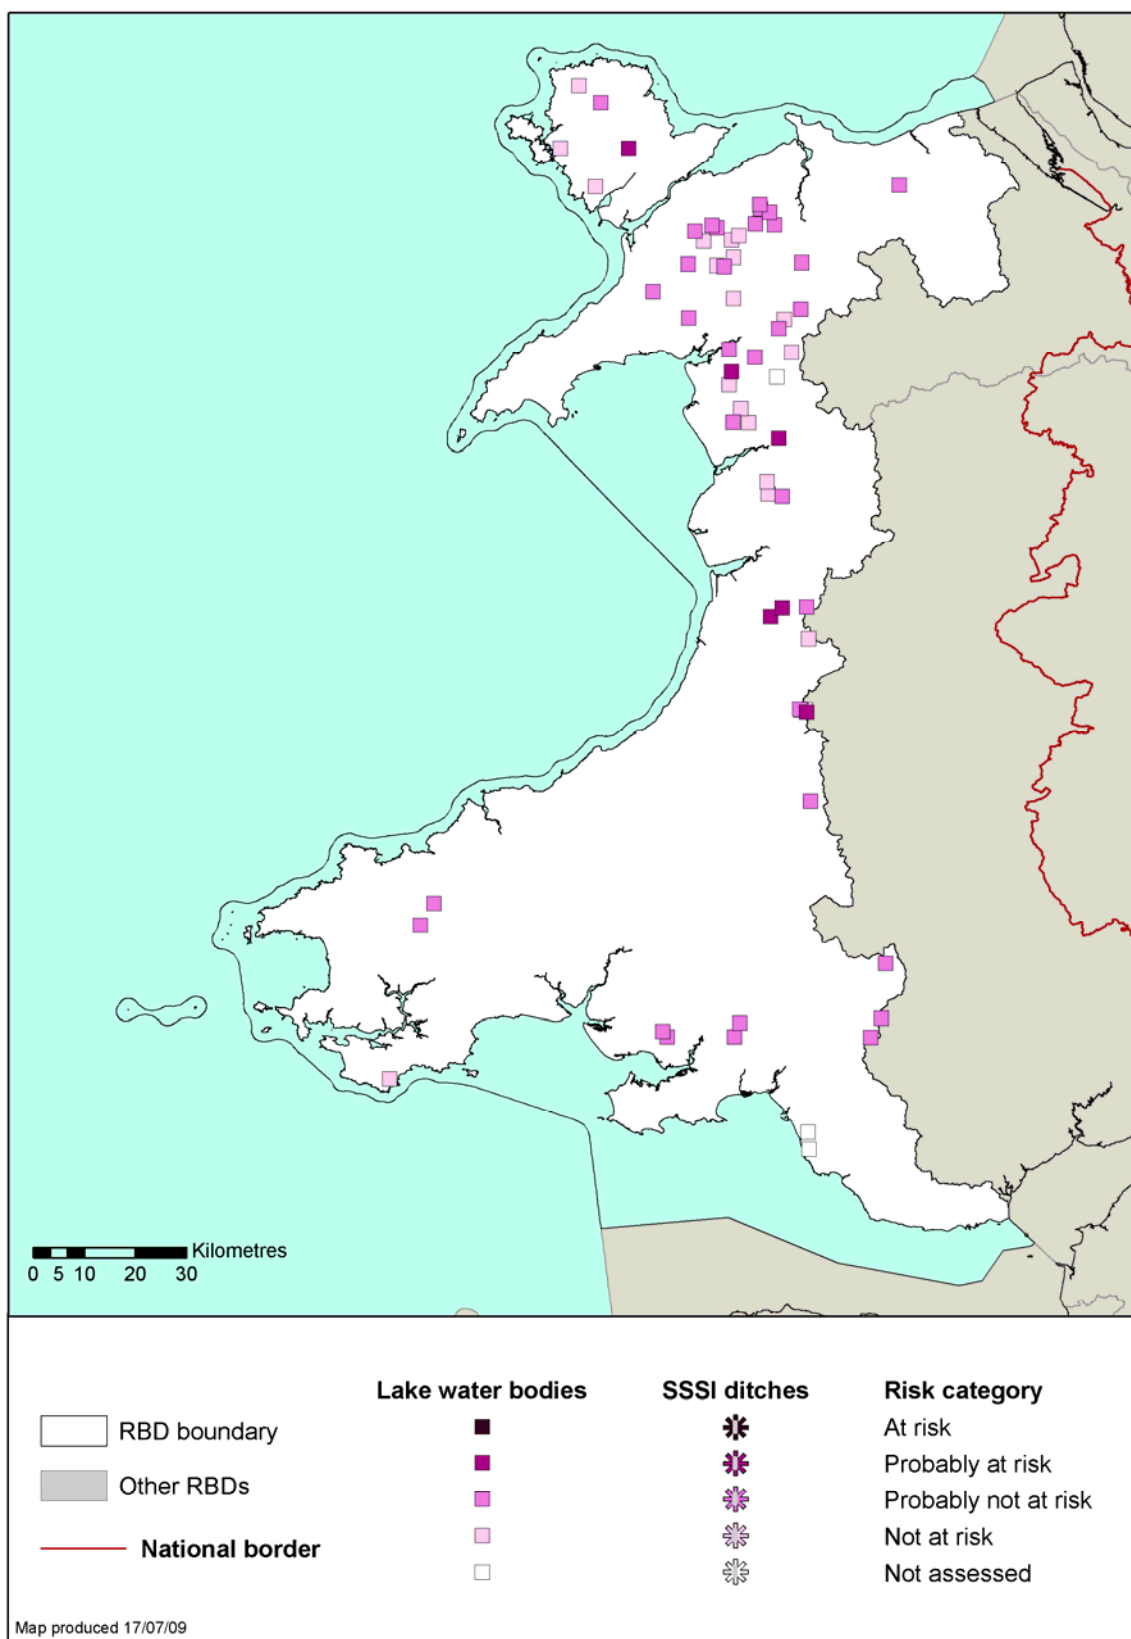 Kilometres
0 5 10 20 30
Lake water bodies SSSI ditches Risk category
RBD boundary At risk
Other RBDs Probably at risk
National border Probably not at risk
Not at risk
Not assessed
Map produced 17/07/09